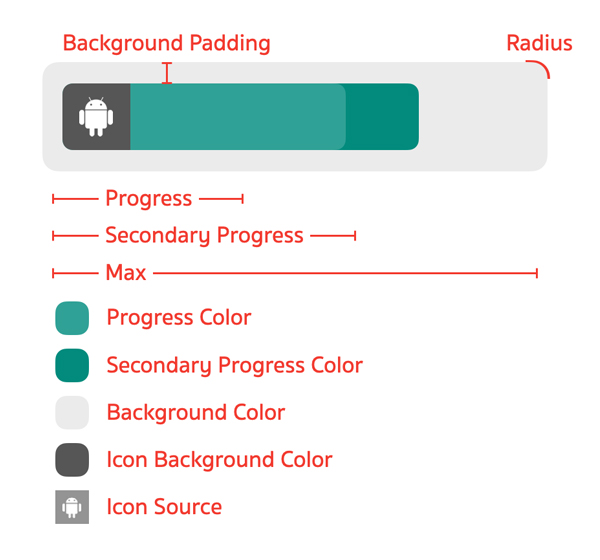 Background Padding
Radius
Progress
Secondary Progress
Max
Progress Color
Secondary Progress Color
Background Color
Icon Background Color
Icon Source